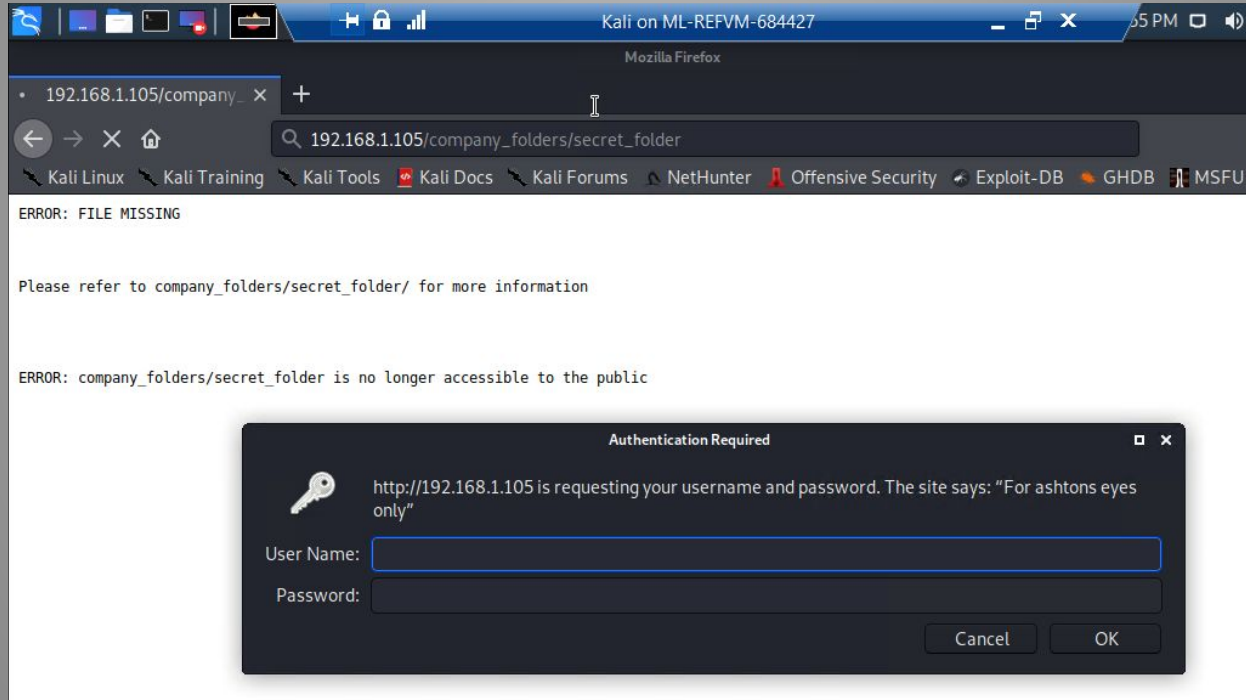 Kali on ML-REFVM-684427
55 PM
Mozilla Firefox
192.168.1.105/company_
192.168.1.105/company_folders/secret_folder
Kali Linux Kali Training Kali Tools Kali Docs Kali Forums NetHunter Offensive Security Exploit-DB GHDB MSFU
ERROR: FILE MISSING
Please refer to company_folders/secret_folder/ for more information
ERROR: company_folders/secret_folder is no longer accessible to the public
Authentication Required
http://192.168.1.105 is requesting your username and password. The site says: “For ashtons eyes
only”
User Name:
Password:
Cancel OK